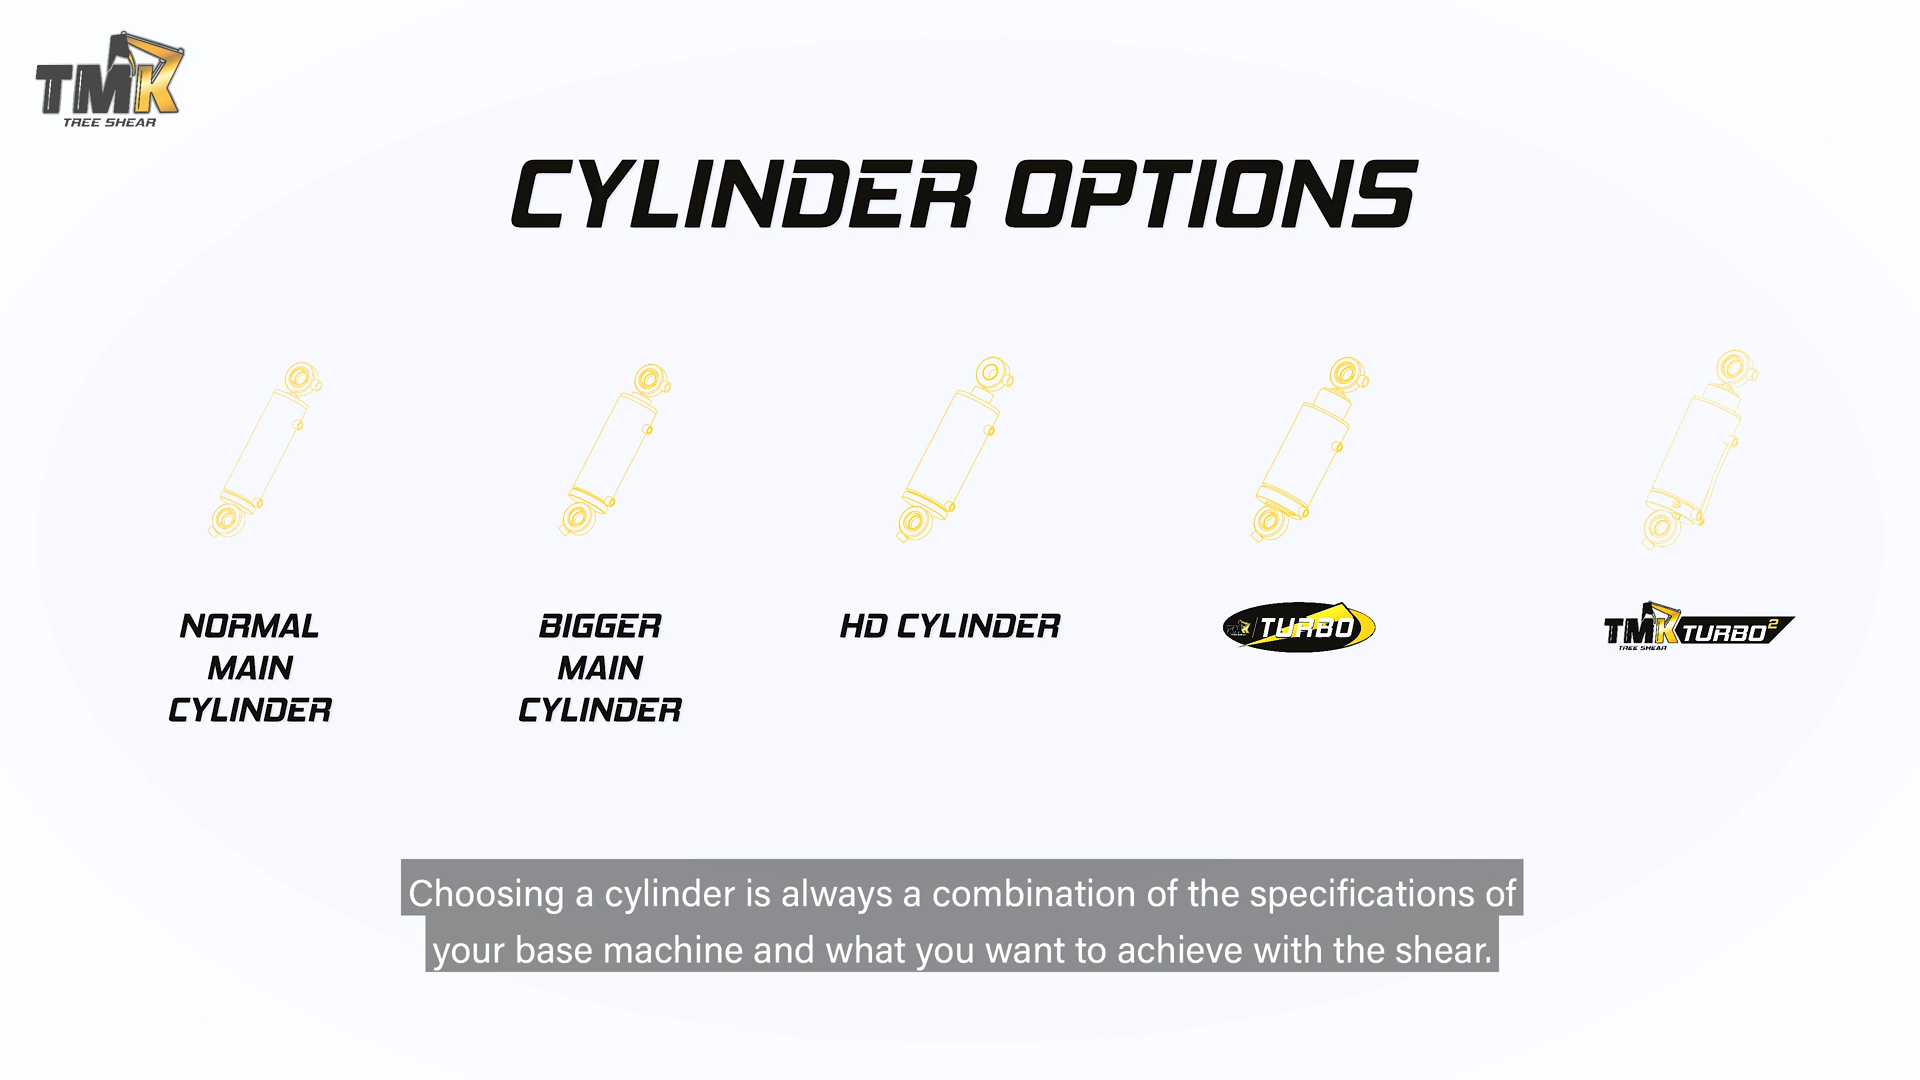 TMK
TREE SHEAR
CYLINDER OPTIONS
NORMAL
MAIN
CYLINDER
BIGGER
MAIN
CYLINDER
HD CYLINDER
TURBO
TMK TURBO²
TREE SHEAR
Choosing a cylinder is always a combination of the specifications of
your base machine and what you want to achieve with the shear.